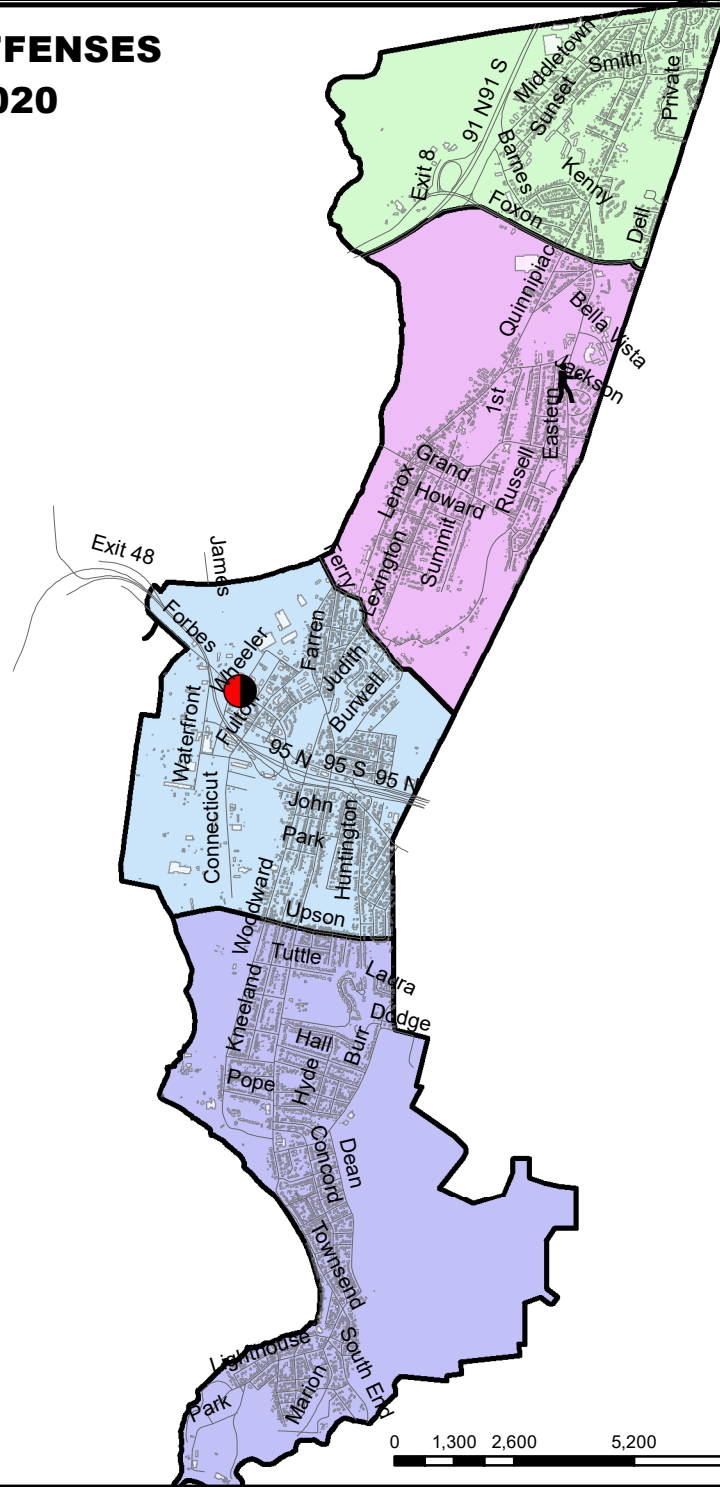 FFENSES
020
Middletown
Smith
91 N
91 S
Sunset
Private
Exit 8
Barnes
Kenny
Foxon
Dell
Quinnipiac
Bella Vista
Jackson
1st
Eastern
Grand
Russell
Lenox
Howard
Summit
Lexington
Exit 48
James
Ferry
Forbes
Farren
Wheeler
Judith
Burwell
Fulton
Waterfront
95 N
95 S
95 N
Connecticut
John
Park
Huntington
Woodward
Upson
Tuttle
Laura
Kneeland
Dodge
Hall
Burr
Pope
Hyde
Concord
Dean
Townsend
Lighthouse
South End
Marion
Park
0 1,300 2,600 5,200